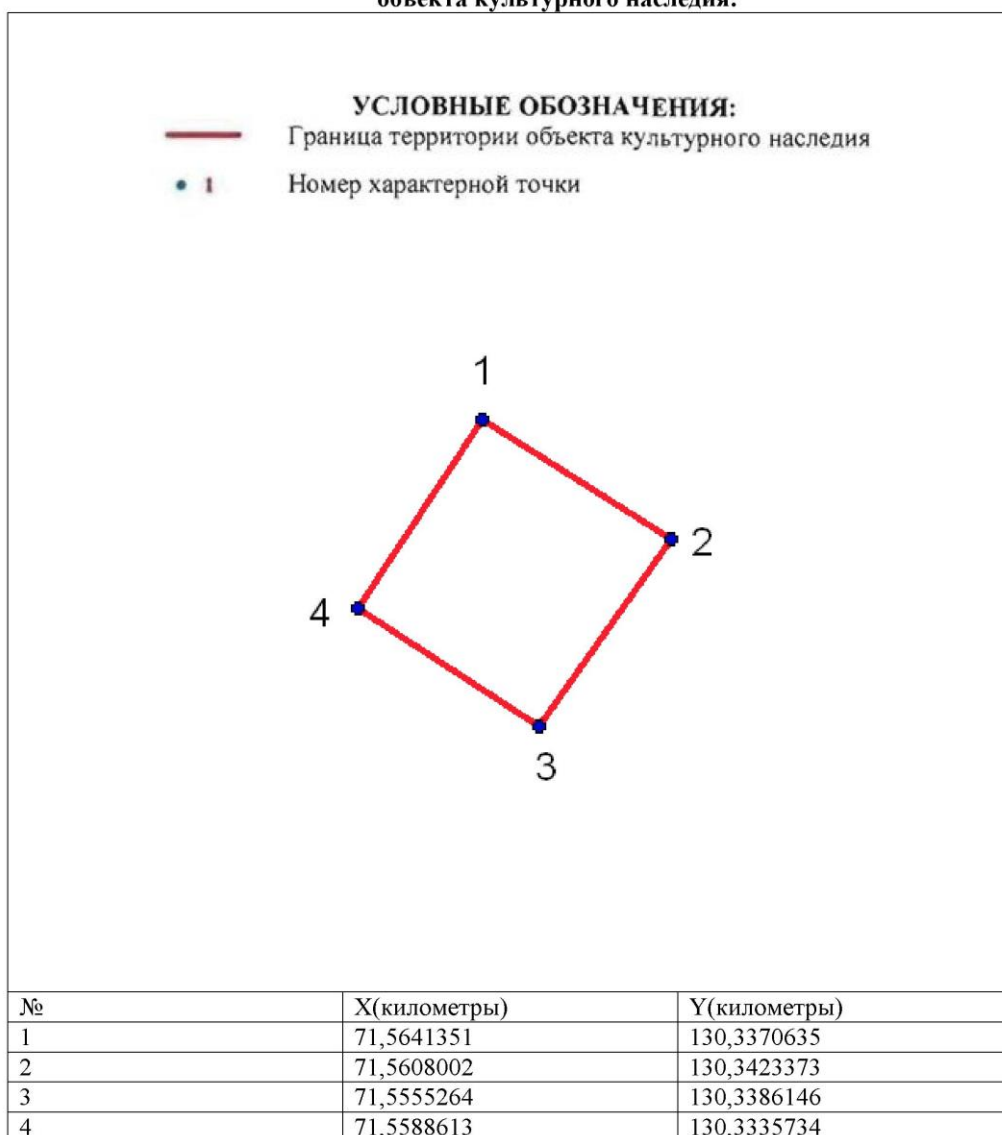 объекта культурного наследия:
УСЛОВНЫЕ ОБОЗНАЧЕНИЯ:
Граница территории объекта культурного наследия
1 Номер характерной точки
1
2
4
3
№ X(километры) Y(километры)
1 71,5641351 130,3370635
2 71,5608002 130,3423373
3 71,5555264 130,3386146
4 71,5588613 130,3335734